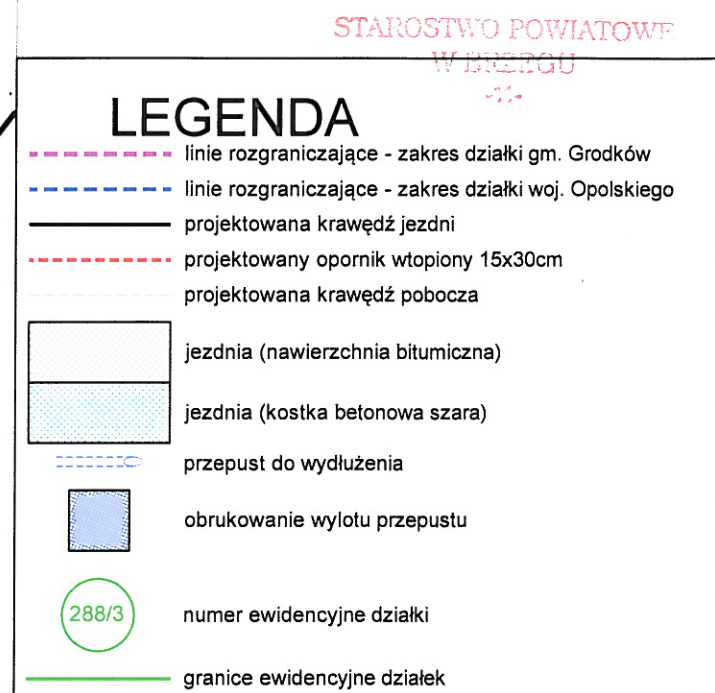 STAROSTWO POWIATOWE
W BRZEGU
-11-
LEGENDA
linie rozgraniczające - zakres działki gm. Grodków
linie rozgraniczające - zakres działki woj. Opolskiego
projektowana krawędź jezdni
projektowany opornik wtopiony 15x30cm
projektowana krawędź pobocza
jezdnia (nawierzchnia bitumiczna)
jezdnia (kostka betonowa szara)
przepust do wydłużenia
obrukowanie wylotu przepustu
288/3 numer ewidencyjne działki
granice ewidencyjne działek